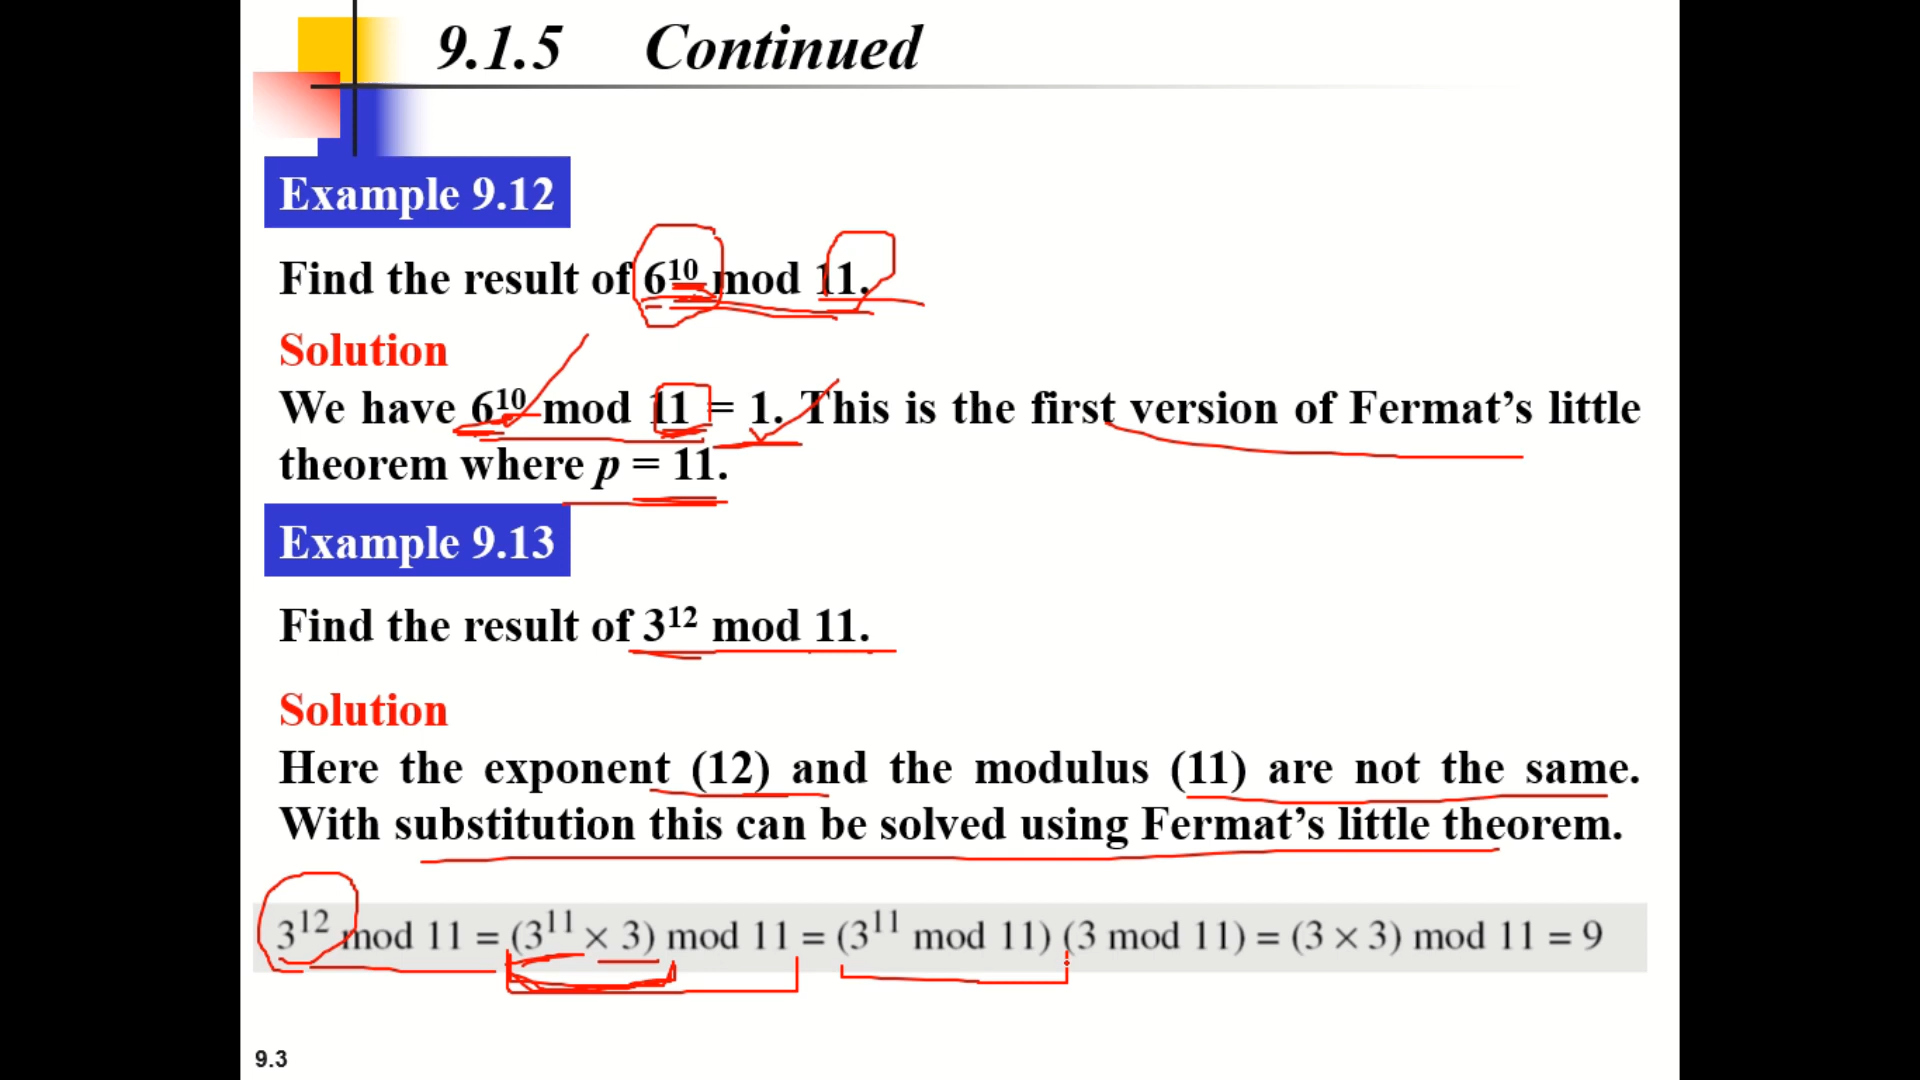 9.1.5 Continued
Example 9.12
Find the result of 6¹⁰ mod 11.
Solution
We have 6¹⁰ mod 11 = 1. This is the first version of Fermat’s little
theorem where p = 11.
Example 9.13
Find the result of 3¹² mod 11.
Solution
Here the exponent (12) and the modulus (11) are not the same.
With substitution this can be solved using Fermat’s little theorem.
3¹² mod 11 = (3¹¹ × 3) mod 11 = (3¹¹ mod 11) (3 mod 11) = (3 × 3) mod 11 = 9
9.3